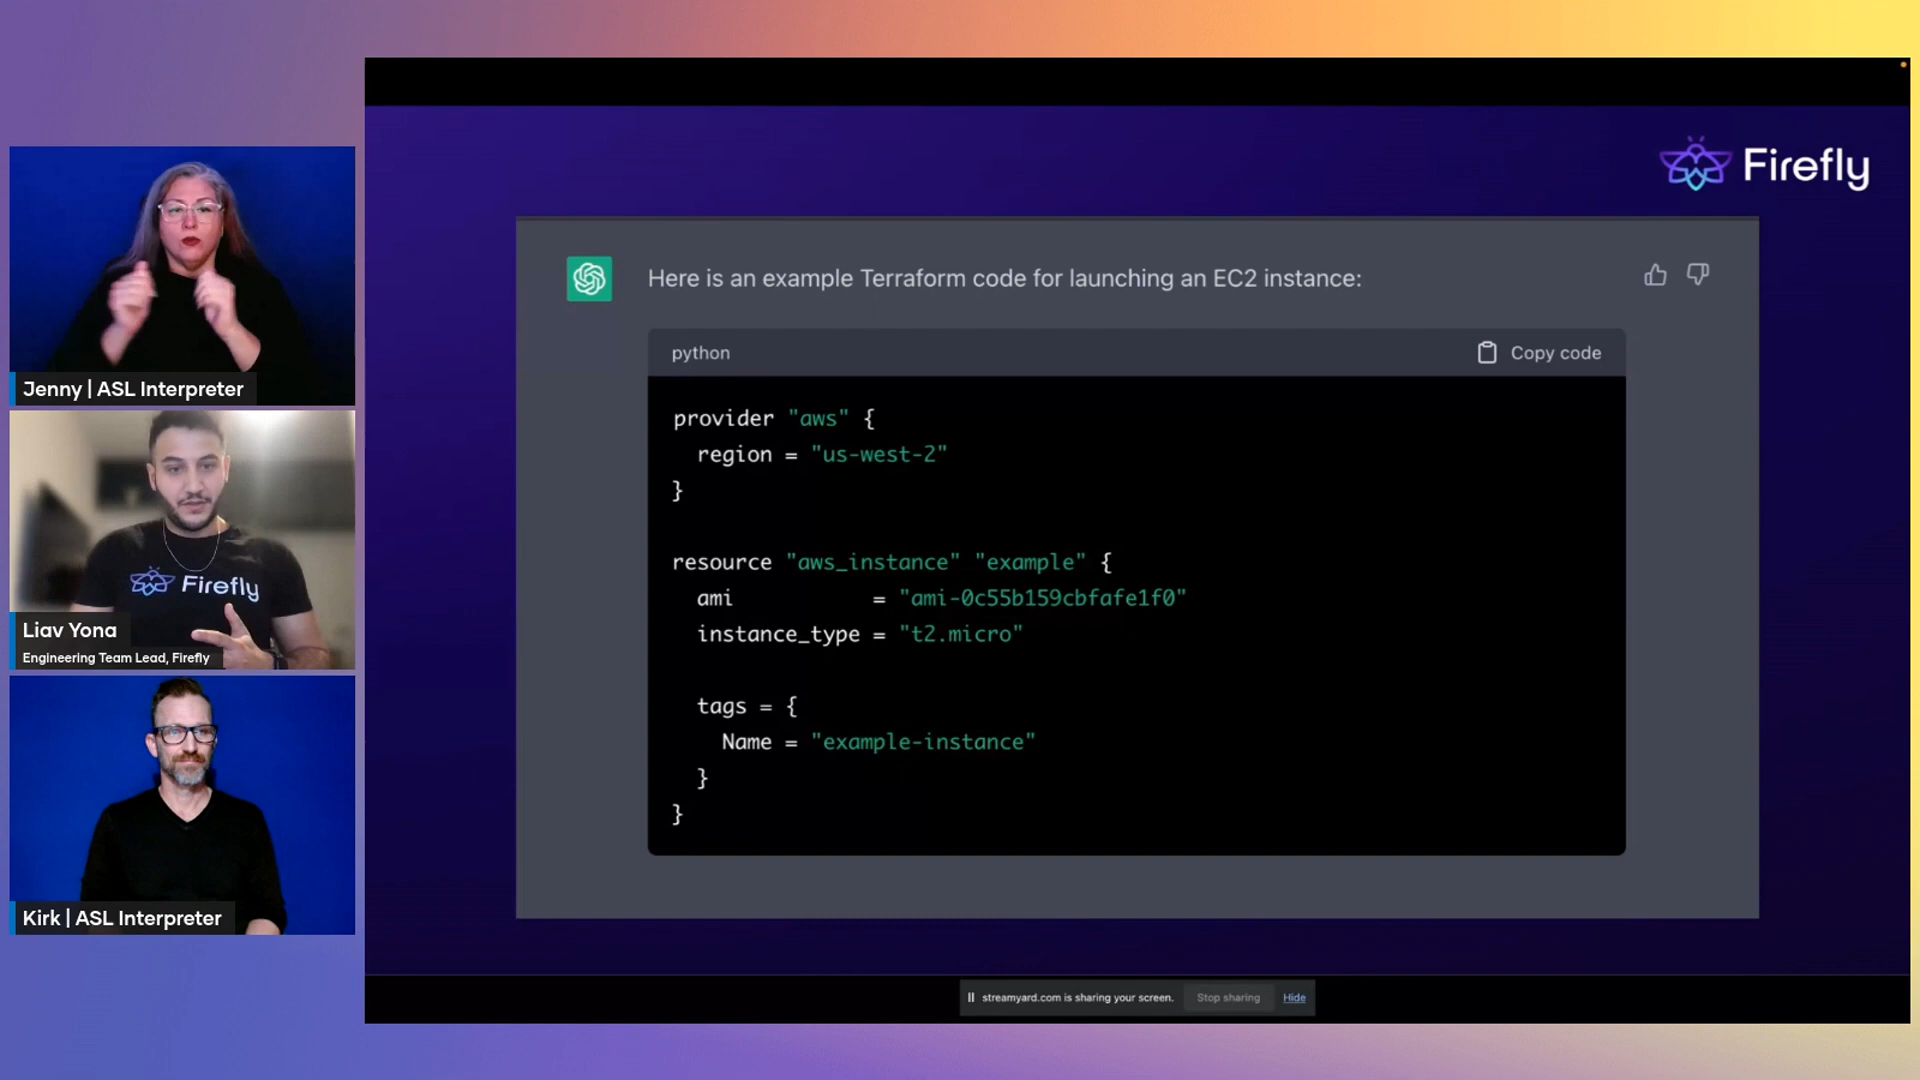 Jenny | ASL Interpreter
Firefly
Liav Yona
Engineering Team Lead, Firefly
Kirk | ASL Interpreter
Firefly
Here is an example Terraform code for launching an EC2 instance:
python
Copy code
provider "aws" {
  region = "us-west-2"
}
resource "aws_instance" "example" {
  ami           = "ami-0c55b159cbfafe1f0"
  instance_type = "t2.micro"
  tags = {
    Name = "example-instance"
  }
}
streamyard.com is sharing your screen. Stop sharing Hide